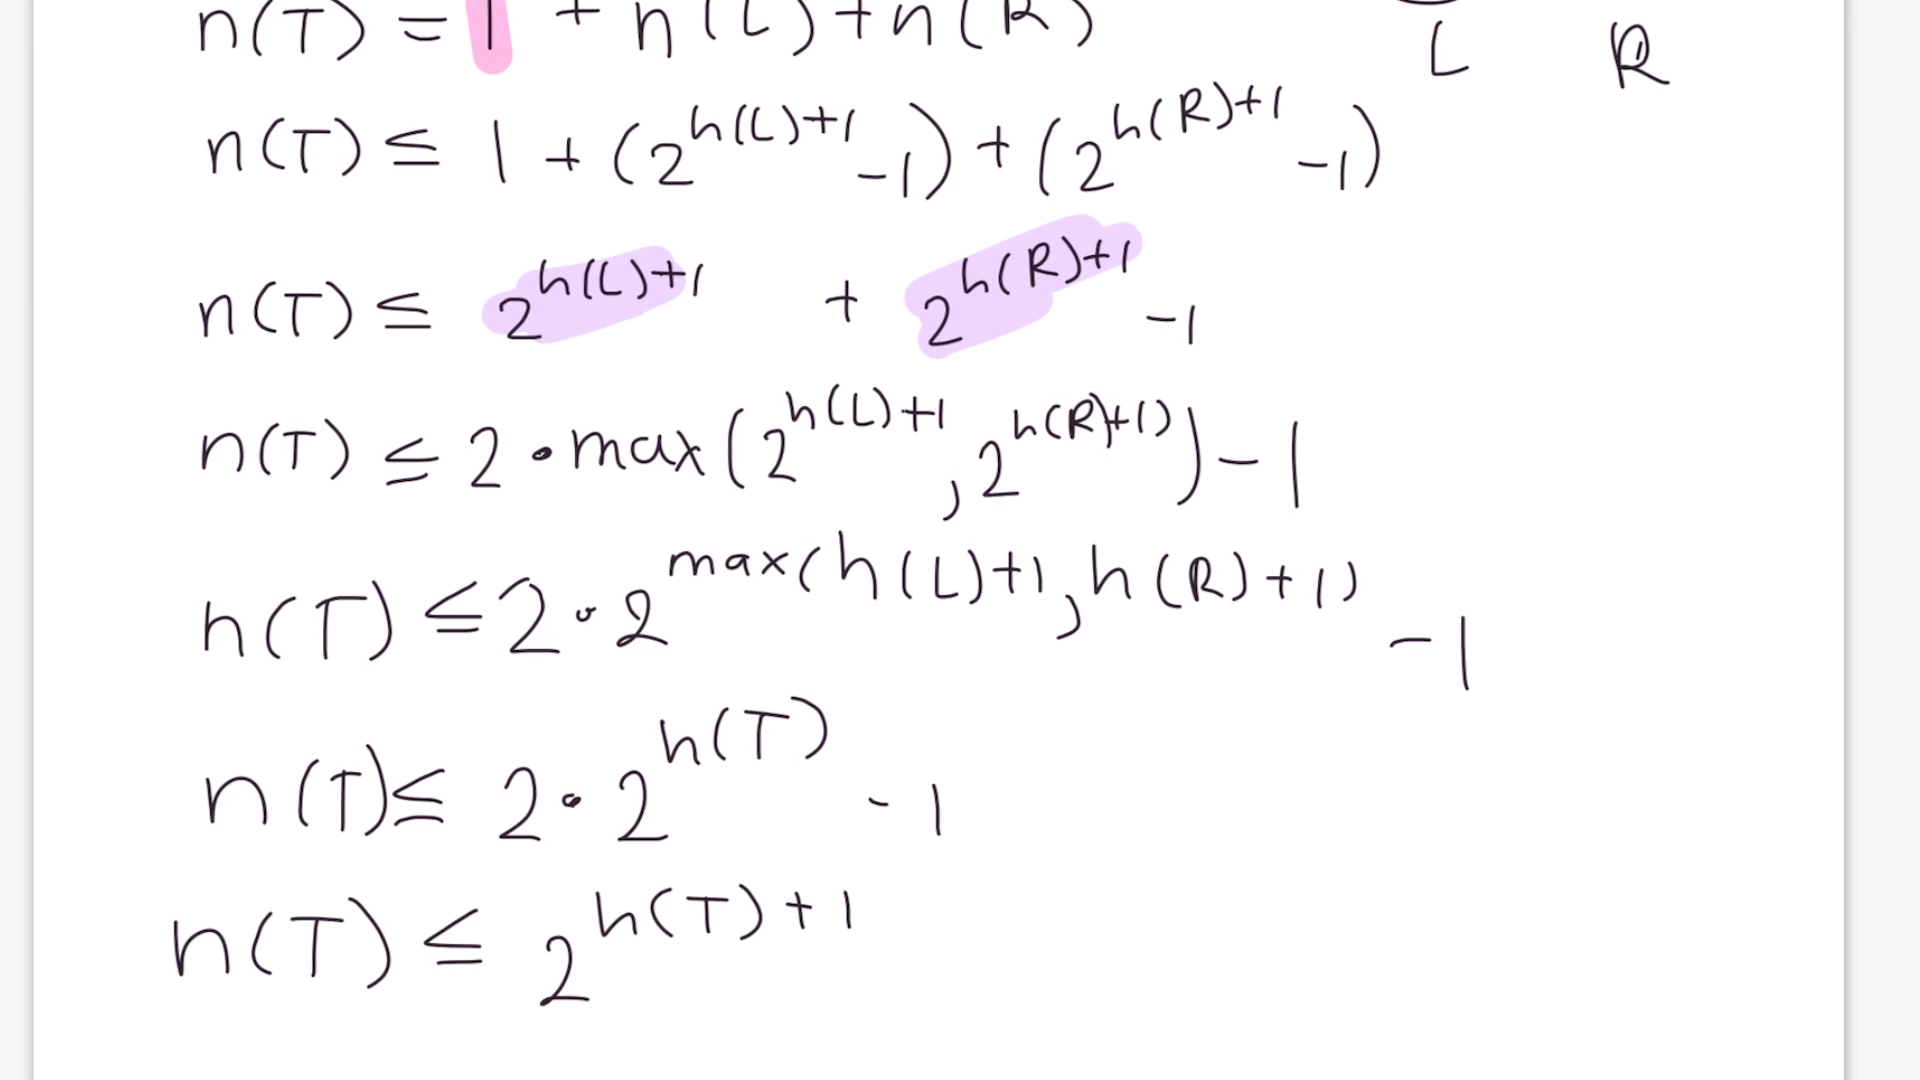 n(T) = 1 + n(L) + n(R)
L R
n(T) ≤ 1 + (2^h(L)+1 -1) + (2^h(R)+1 -1)
n(T) ≤ 2^h(L)+1 + 2^h(R)+1 -1
n(T) ≤ 2 • max(2^h(L)+1, 2^h(R)+1)) - 1
n(T) ≤ 2 • 2^max(h(L)+1, h(R)+1) - 1
n(T) ≤ 2 • 2^h(T) - 1
n(T) ≤ 2^h(T)+1